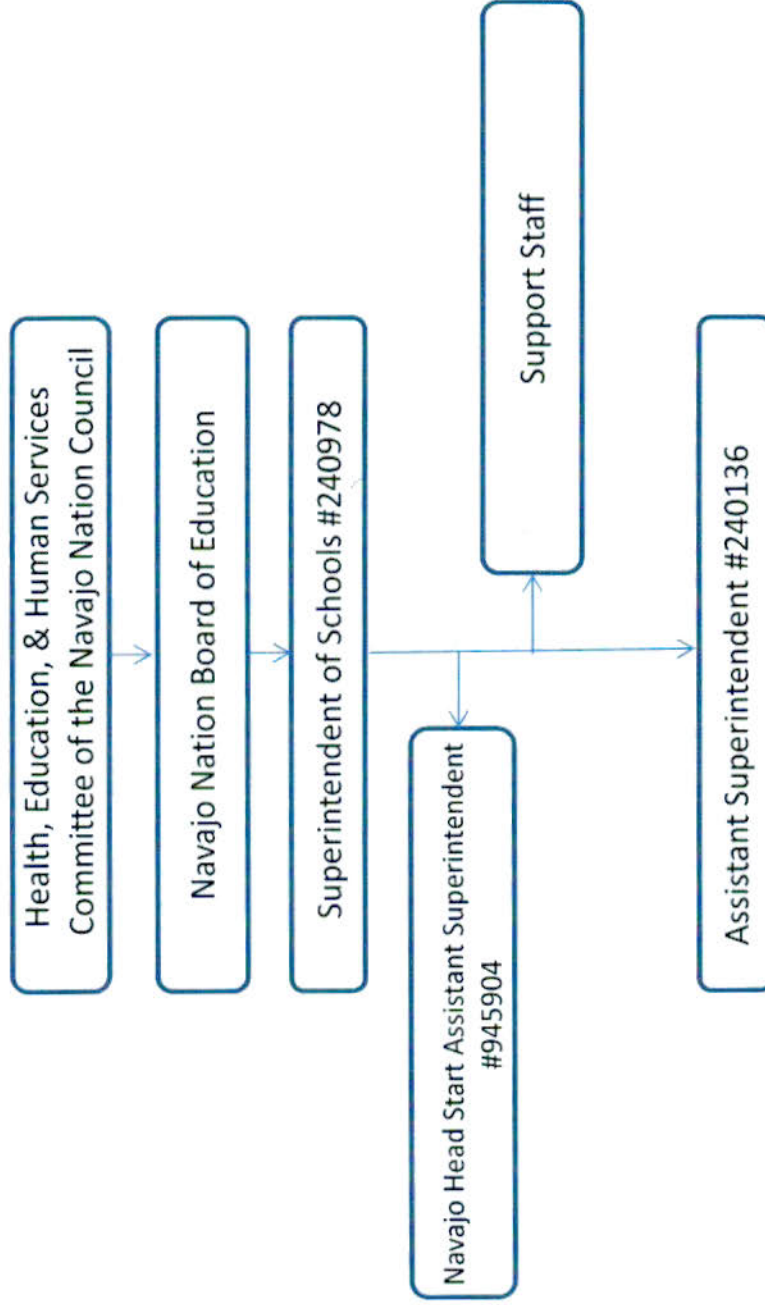 Health, Education, & Human Services
Committee of the Navajo Nation Council
Navajo Nation Board of Education
Superintendent of Schools #240978
Navajo Head Start Assistant Superintendent
#945904
Support Staff
Assistant Superintendent #240136